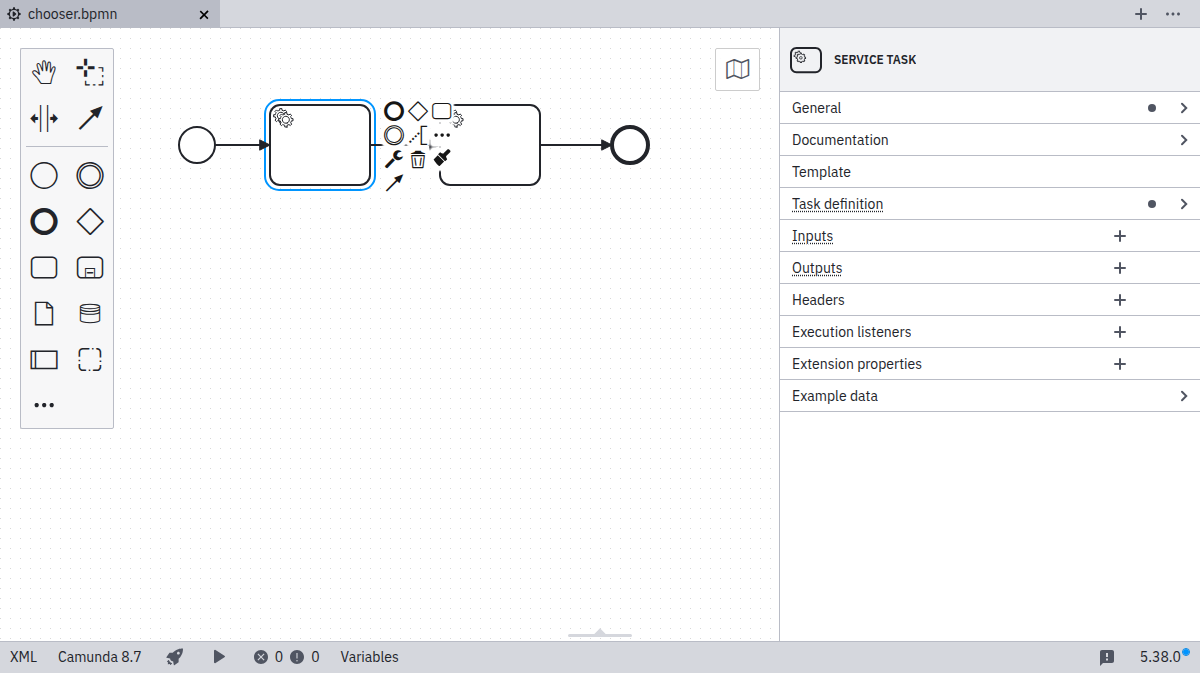 chooser.bpmn
SERVICE TASK
General
Documentation
Template
Task definition
Inputs
Outputs
Headers
Execution listeners
Extension properties
Example data
XML Camunda 8.7 0 0 Variables 5.38.0